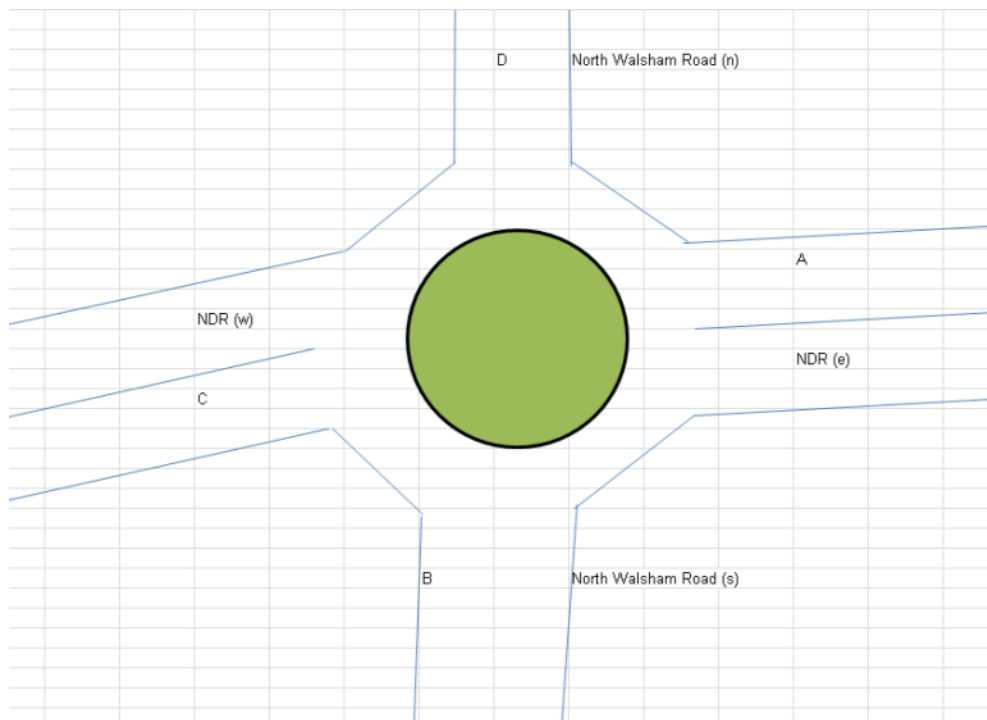 D
North Walsham Road (n)
A
NDR (w)
NDR (e)
C
B
North Walsham Road (s)